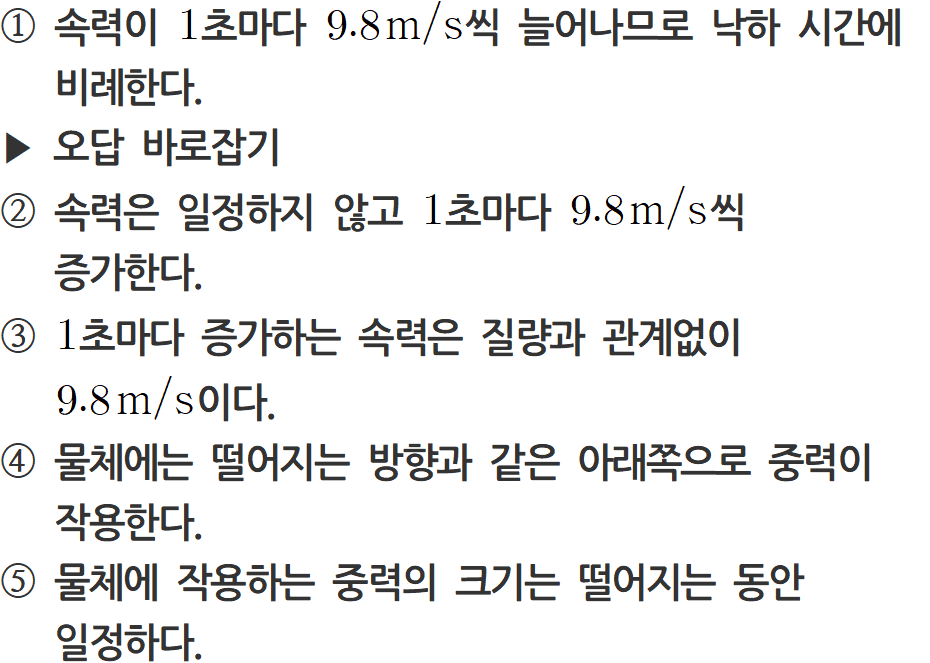 ① 속력이 1초마다 9.8m/s씩 늘어나므로 낙하 시간에
비례한다.
▶ 오답 바로잡기
② 속력은 일정하지 않고 1초마다 9.8m/s씩
증가한다.
③ 1초마다 증가하는 속력은 질량과 관계없이
9.8m/s이다.
④ 물체에는 떨어지는 방향과 같은 아래쪽으로 중력이
작용한다.
⑤ 물체에 작용하는 중력의 크기는 떨어지는 동안
일정하다.